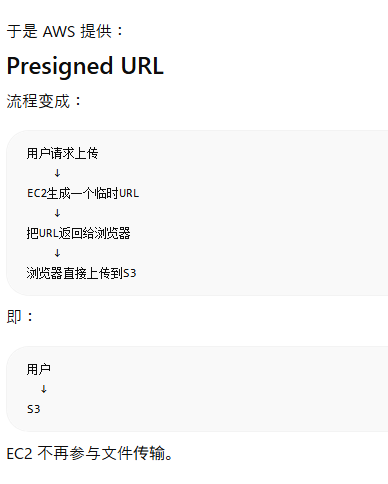 于是 AWS 提供：
Presigned URL
流程变成：
用户请求上传
↓
EC2生成一个临时URL
↓
把URL返回给浏览器
↓
浏览器直接上传到S3
即：
用户
↓
S3
EC2 不再参与文件传输。